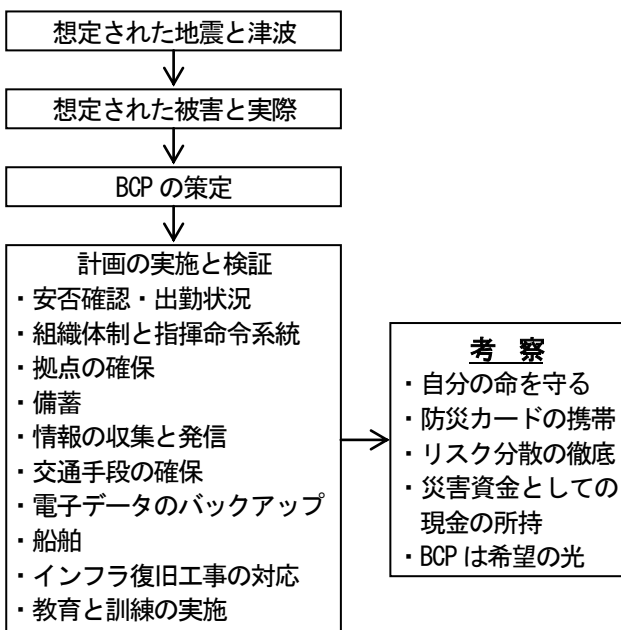 想定された地震と津波
想定された被害と実際
BCPの策定
計画の実施と検証
・安否確認・出勤状況
・組織体制と指揮命令系統
・拠点の確保
・備蓄
・情報の収集と発信
・交通手段の確保
・電子データのバックアップ
・船舶
・インフラ復旧工事の対応
・教育と訓練の実施
考 察
・自分の命を守る
・防災カードの携帯
・リスク分散の徹底
・災害資金としての
現金の所持
・BCPは希望の光